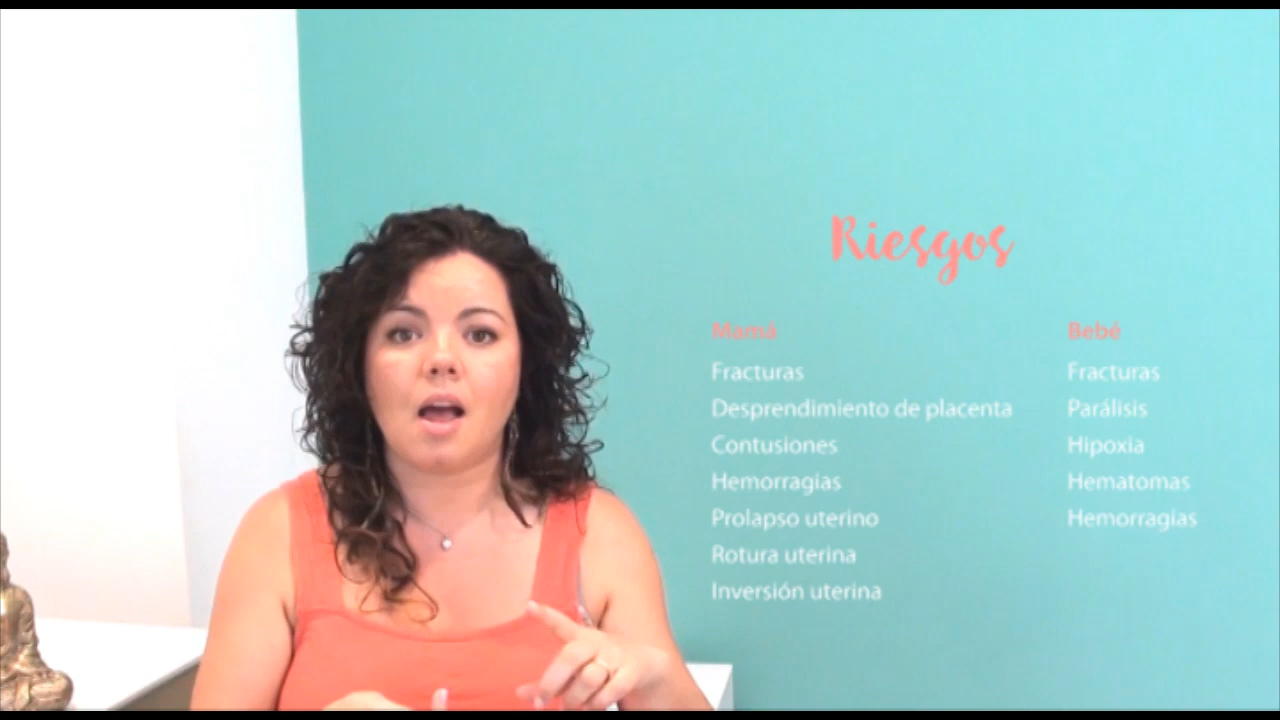 Riesgos
Mamá
Fracturas
Desprendimiento de placenta
Contusiones
Hemorragias
Prolapso uterino
Rotura uterina
Inversión uterina
Bebé
Fracturas
Parálisis
Hipoxia
Hematomas
Hemorragias